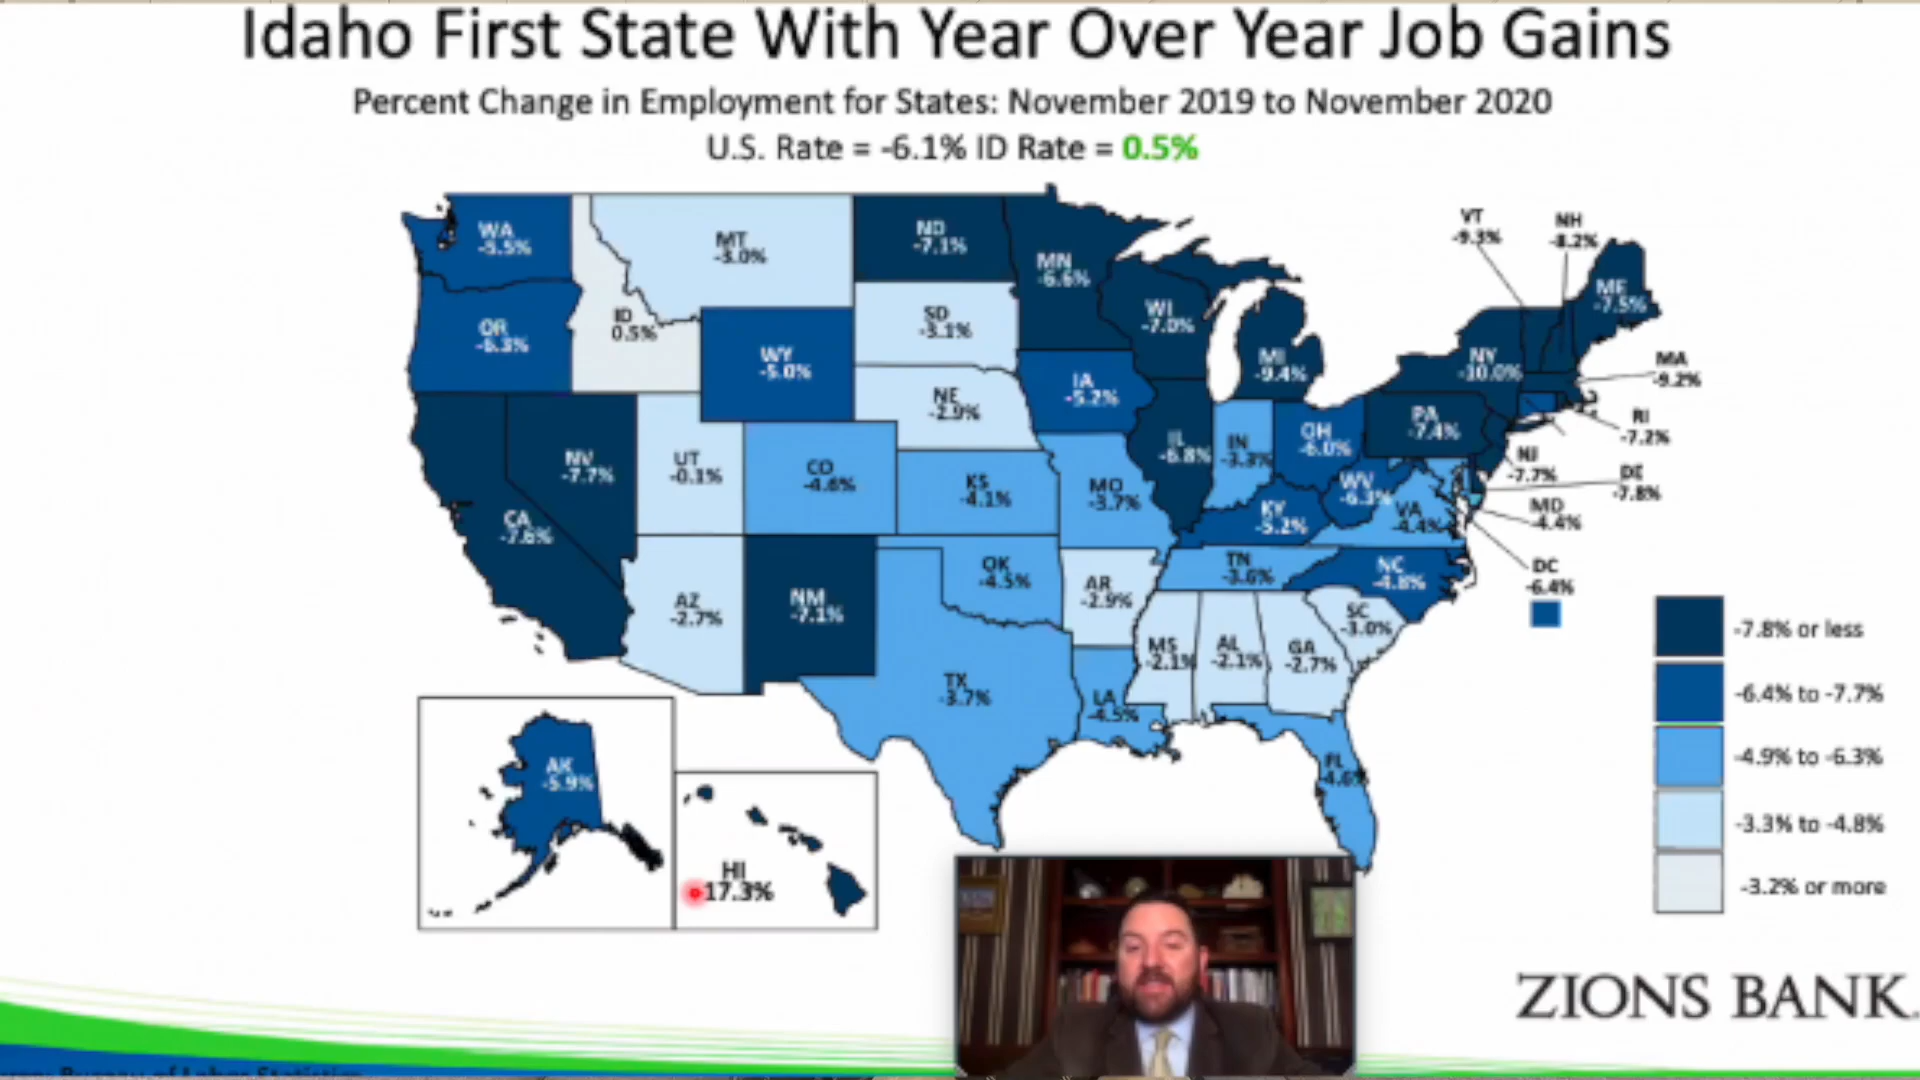 Idaho First State With Year Over Year Job Gains
Percent Change in Employment for States: November 2019 to November 2020
U.S. Rate = -6.1% ID Rate = 0.5%
WA
-5.5%
MT
-3.0%
ND
-7.1%
MN
-6.6%
VT
-9.3%
NH
-8.2%
ME
-7.5%
OR
-6.3%
ID
0.5%
SD
-3.1%
WI
-7.0%
MI
-9.4%
NY
-10.0%
MA
-9.2%
WY
-5.0%
NE
-2.9%
IA
-5.2%
PA
-7.4%
RI
-7.2%
NV
-7.7%
UT
-0.1%
CO
-4.6%
KS
-4.1%
MO
-3.7%
IL
-6.8%
IN
-3.3%
OH
-6.0%
NJ
-7.7%
DE
-7.8%
WV
-6.3%
VA
-4.4%
MD
-4.4%
CA
-7.6%
KY
-5.2%
AZ
-2.7%
NM
-7.1%
OK
-4.5%
AR
-2.9%
TN
-3.6%
NC
-4.8%
DC
-6.4%
SC
-3.0%
TX
-3.7%
LA
-4.5%
MS
-2.1%
AL
-2.1%
GA
-2.7%
FL
-4.6%
AK
-5.9%
HI
17.3%
-7.8% or less
-6.4% to -7.7%
-4.9% to -6.3%
-3.3% to -4.8%
-3.2% or more
ZIONS BANK.
Bureau of Labor Statistics